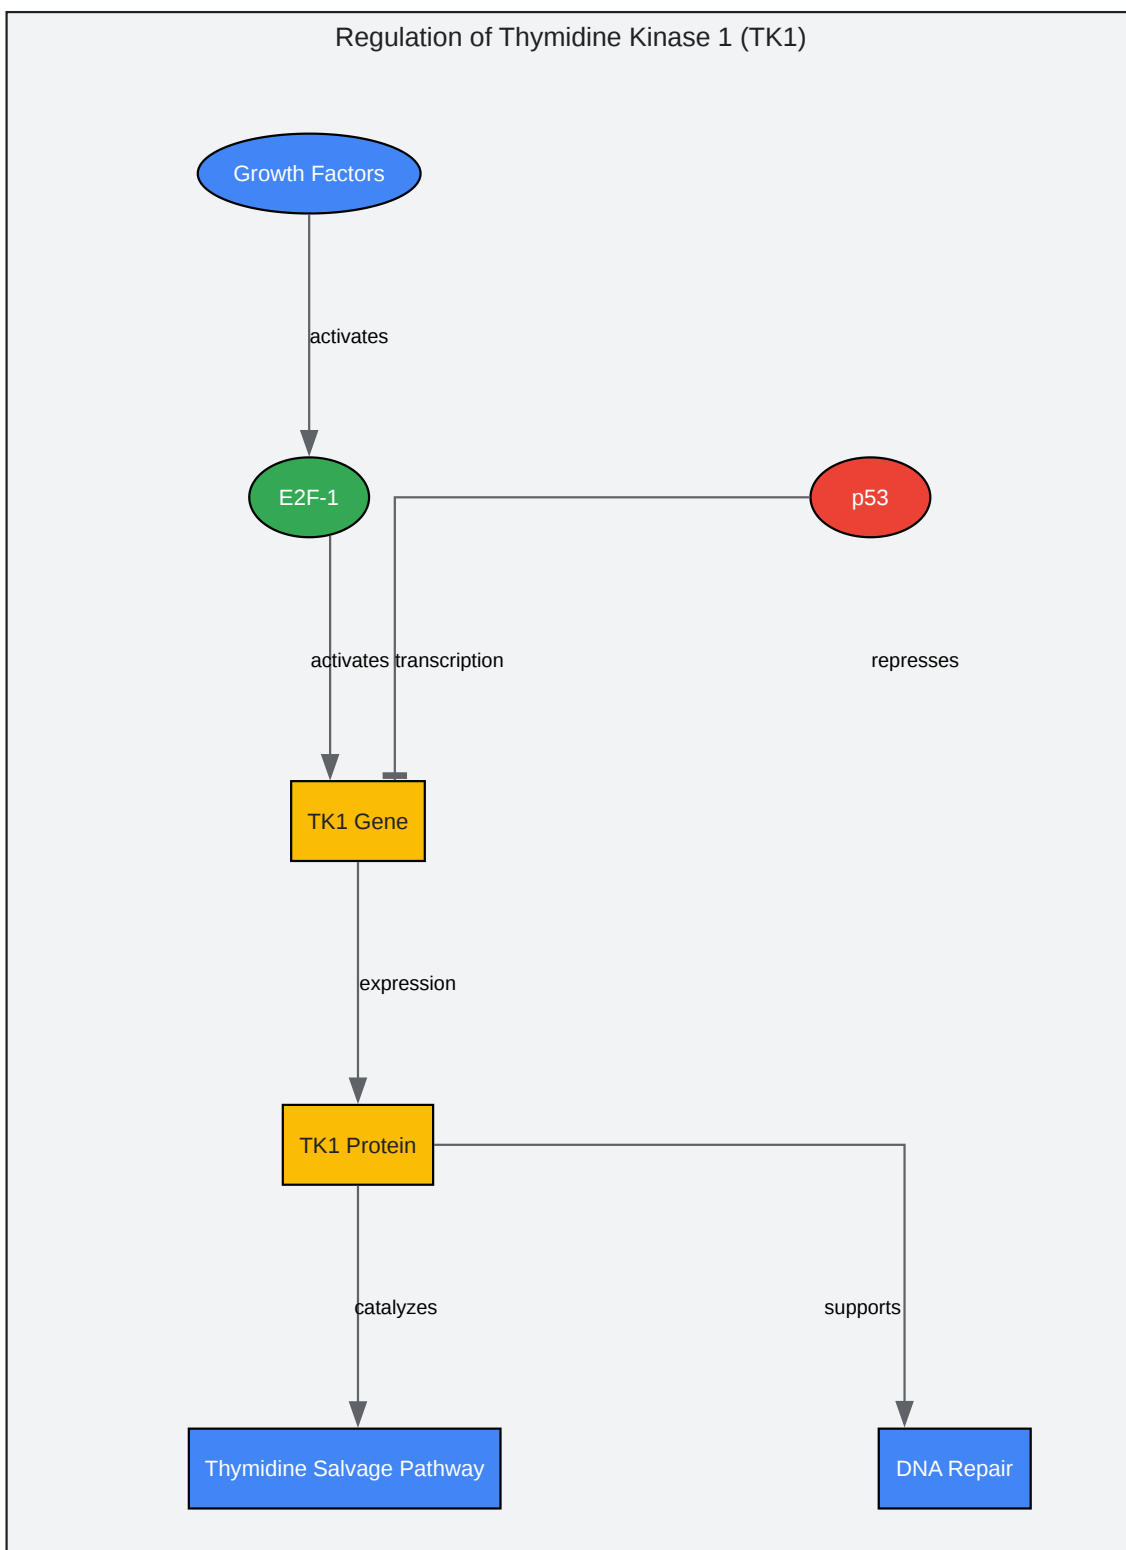 Regulation of Thymidine Kinase 1 (TK1)
Growth Factors
activates
E2F-1
p53
activates transcription
represses
TK1 Gene
expression
TK1 Protein
catalyzes
supports
Thymidine Salvage Pathway
DNA Repair